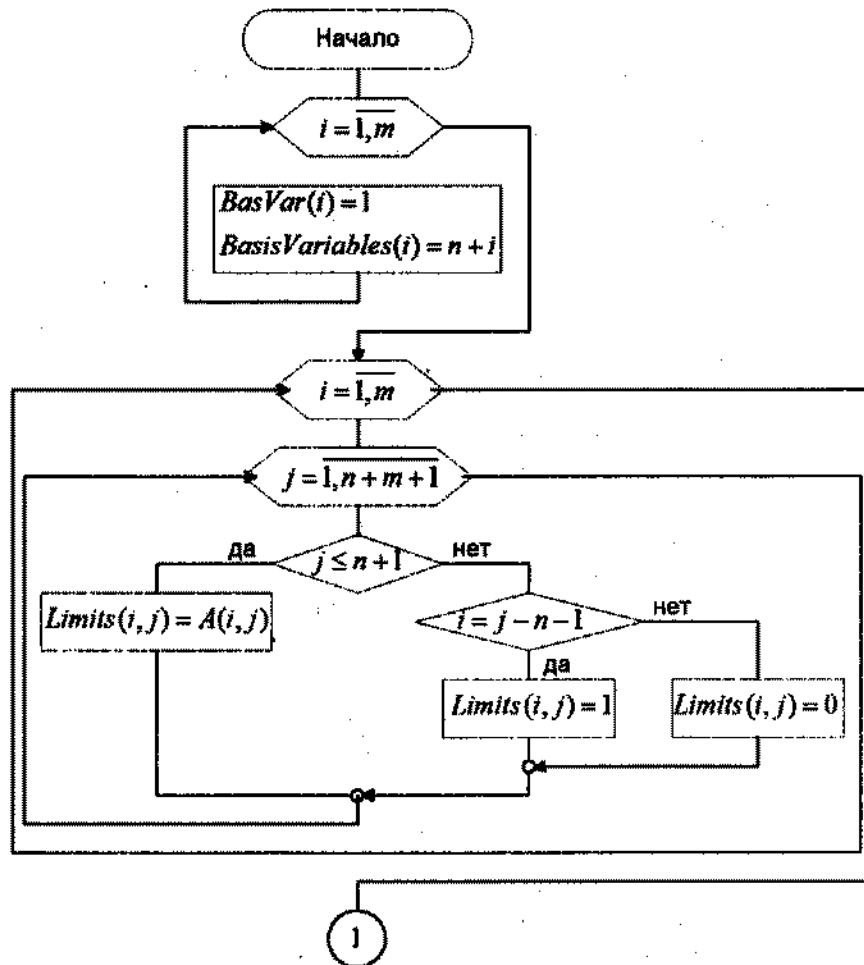 Начало
i = 1,m
BasVar(i) = 1
BasisVariables(i) = n + i
i = 1,m
j = 1,n + m + 1
да
j ≤ n + 1
нет
Limits(i, j) = A(i, j)
i = j − n − 1
нет
да
Limits(i, j) = 1
Limits(i, j) = 0
1